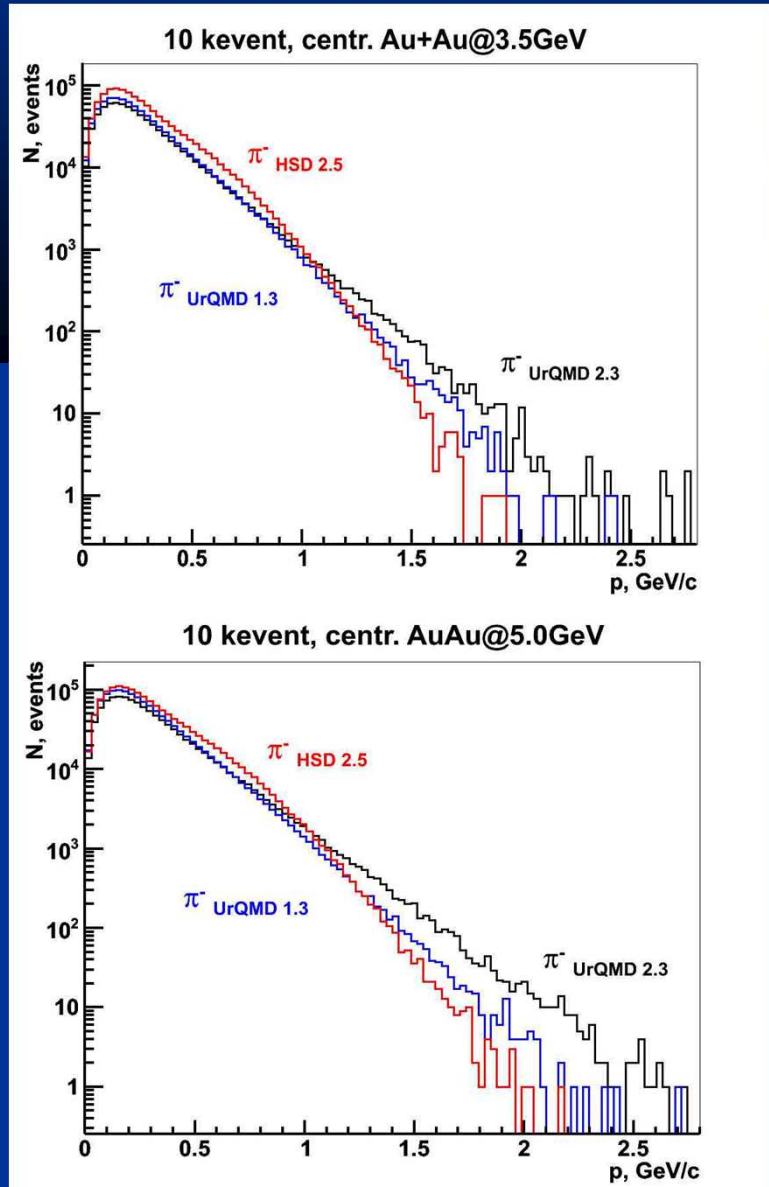 10 kevent, centr. Au+Au@3.5GeV
N, events
10⁵
10⁴
10³
10²
10
1
π⁻ HSD 2.5
π⁻ UrQMD 1.3
π⁻ UrQMD 2.3
0 0.5 1 1.5 2 2.5
p, GeV/c
10 kevent, centr. AuAu@5.0GeV
N, events
10⁵
10⁴
10³
10²
10
1
π⁻ HSD 2.5
π⁻ UrQMD 1.3
π⁻ UrQMD 2.3
0 0.5 1 1.5 2 2.5
p, GeV/c